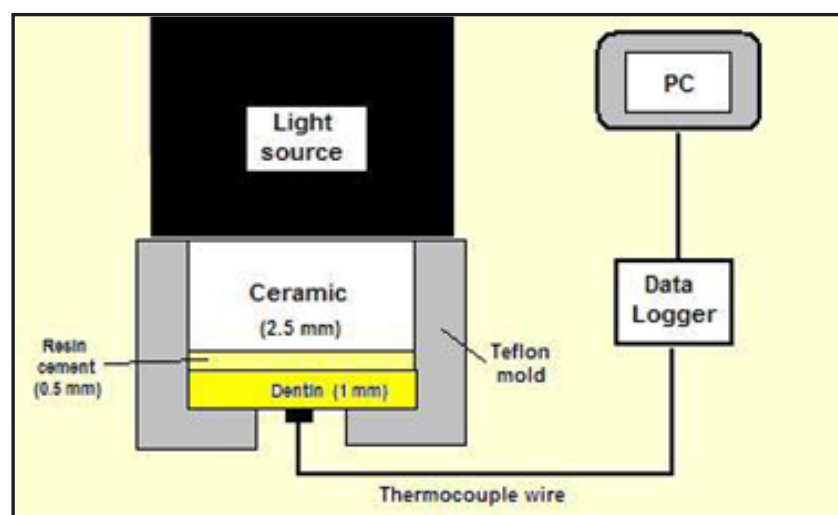 PC
Light
source
Ceramic
(2.5 mm)
Data
Logger
Resin
cement
(0.5 mm)
Teflon
mold
Dentin (1 mm)
Thermocouple wire